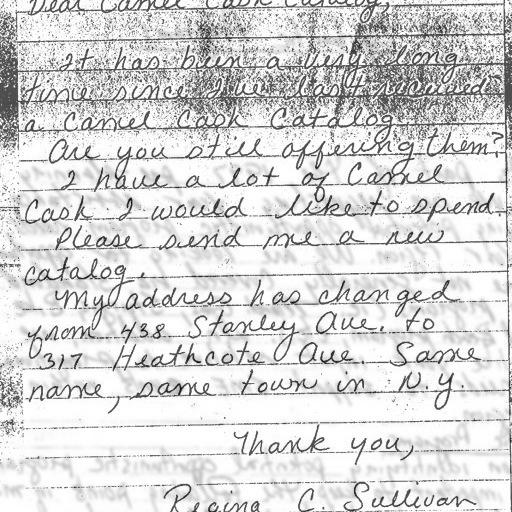 Dear Camel Cash Catalog,
It has been a very long
time since I've last received
a Camel Cash Catalog.
Are you still offering them?
I have a lot of Camel
Cash I would like to spend.
Please send me a new
catalog.
My address has changed
from 438 Stanley Ave. to
317 Heathcote Ave. Same
name, same town in N.Y.
Thank you,
Regina C. Sullivan